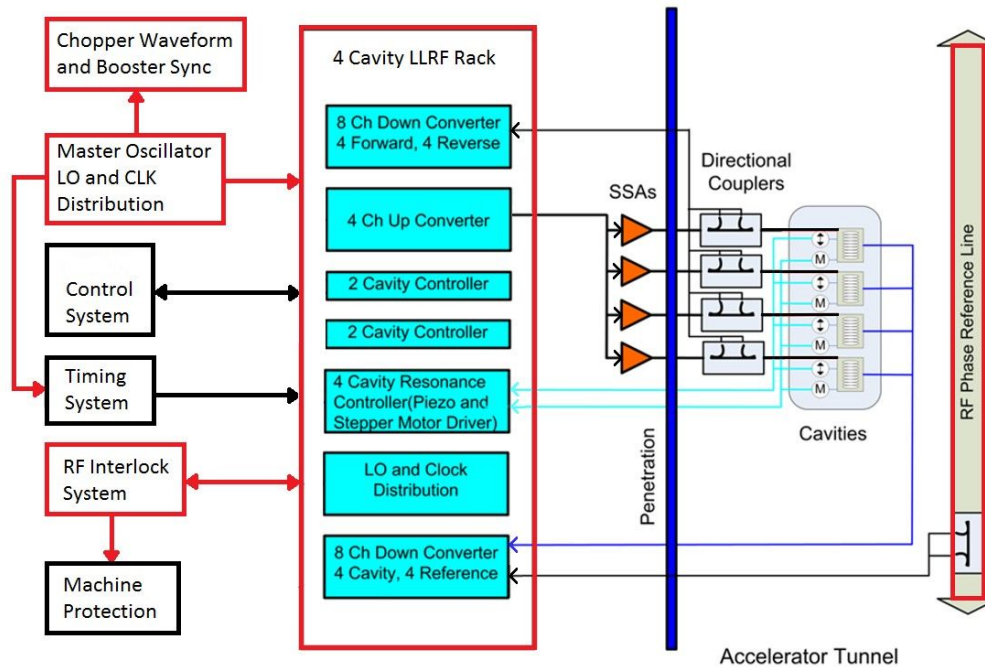 Chopper Waveform
and Booster Sync
Master Oscillator
LO and CLK
Distribution
Control
System
Timing
System
RF Interlock
System
Machine
Protection
4 Cavity LLRF Rack
8 Ch Down Converter
4 Forward, 4 Reverse
4 Ch Up Converter
2 Cavity Controller
2 Cavity Controller
4 Cavity Resonance
Controller(Piezo and
Stepper Motor Driver)
LO and Clock
Distribution
8 Ch Down Converter
4 Cavity, 4 Reference
SSAs
Penetration
Directional
Couplers
M
M
M
M
Cavities
RF Phase Reference Line
Accelerator Tunnel